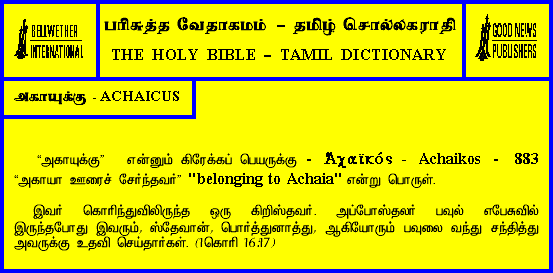 BELLWETHER
INTERNATIONAL
பரிசுத்த வேதாகமம் – தமிழ் சொல்லகராதி
THE HOLY BIBLE – TAMIL DICTIONARY
GOOD NEWS
PUBLISHERS
அகாயுக்கு - ACHAICUS
“அகாயுக்கு” என்னும் கிரேக்கப் பெயருக்கு - Ἀχαϊκός - Achaikos - 883
“அகாயா ஊரைச் சேர்ந்தவர்” "belonging to Achaia" என்று பொருள்.
இவர் கொரிந்துவிலிருந்த ஒரு கிறிஸ்தவர். அப்போஸ்தலர் பவுல் எபேசுவில்
இருந்தபோது இவரும், ஸ்தேவான், பொர்த்துனாத்து, ஆகியோரும் பவுலை வந்து சந்தித்து
அவருக்கு உதவி செய்தார்கள். (1கொரி 16:17)